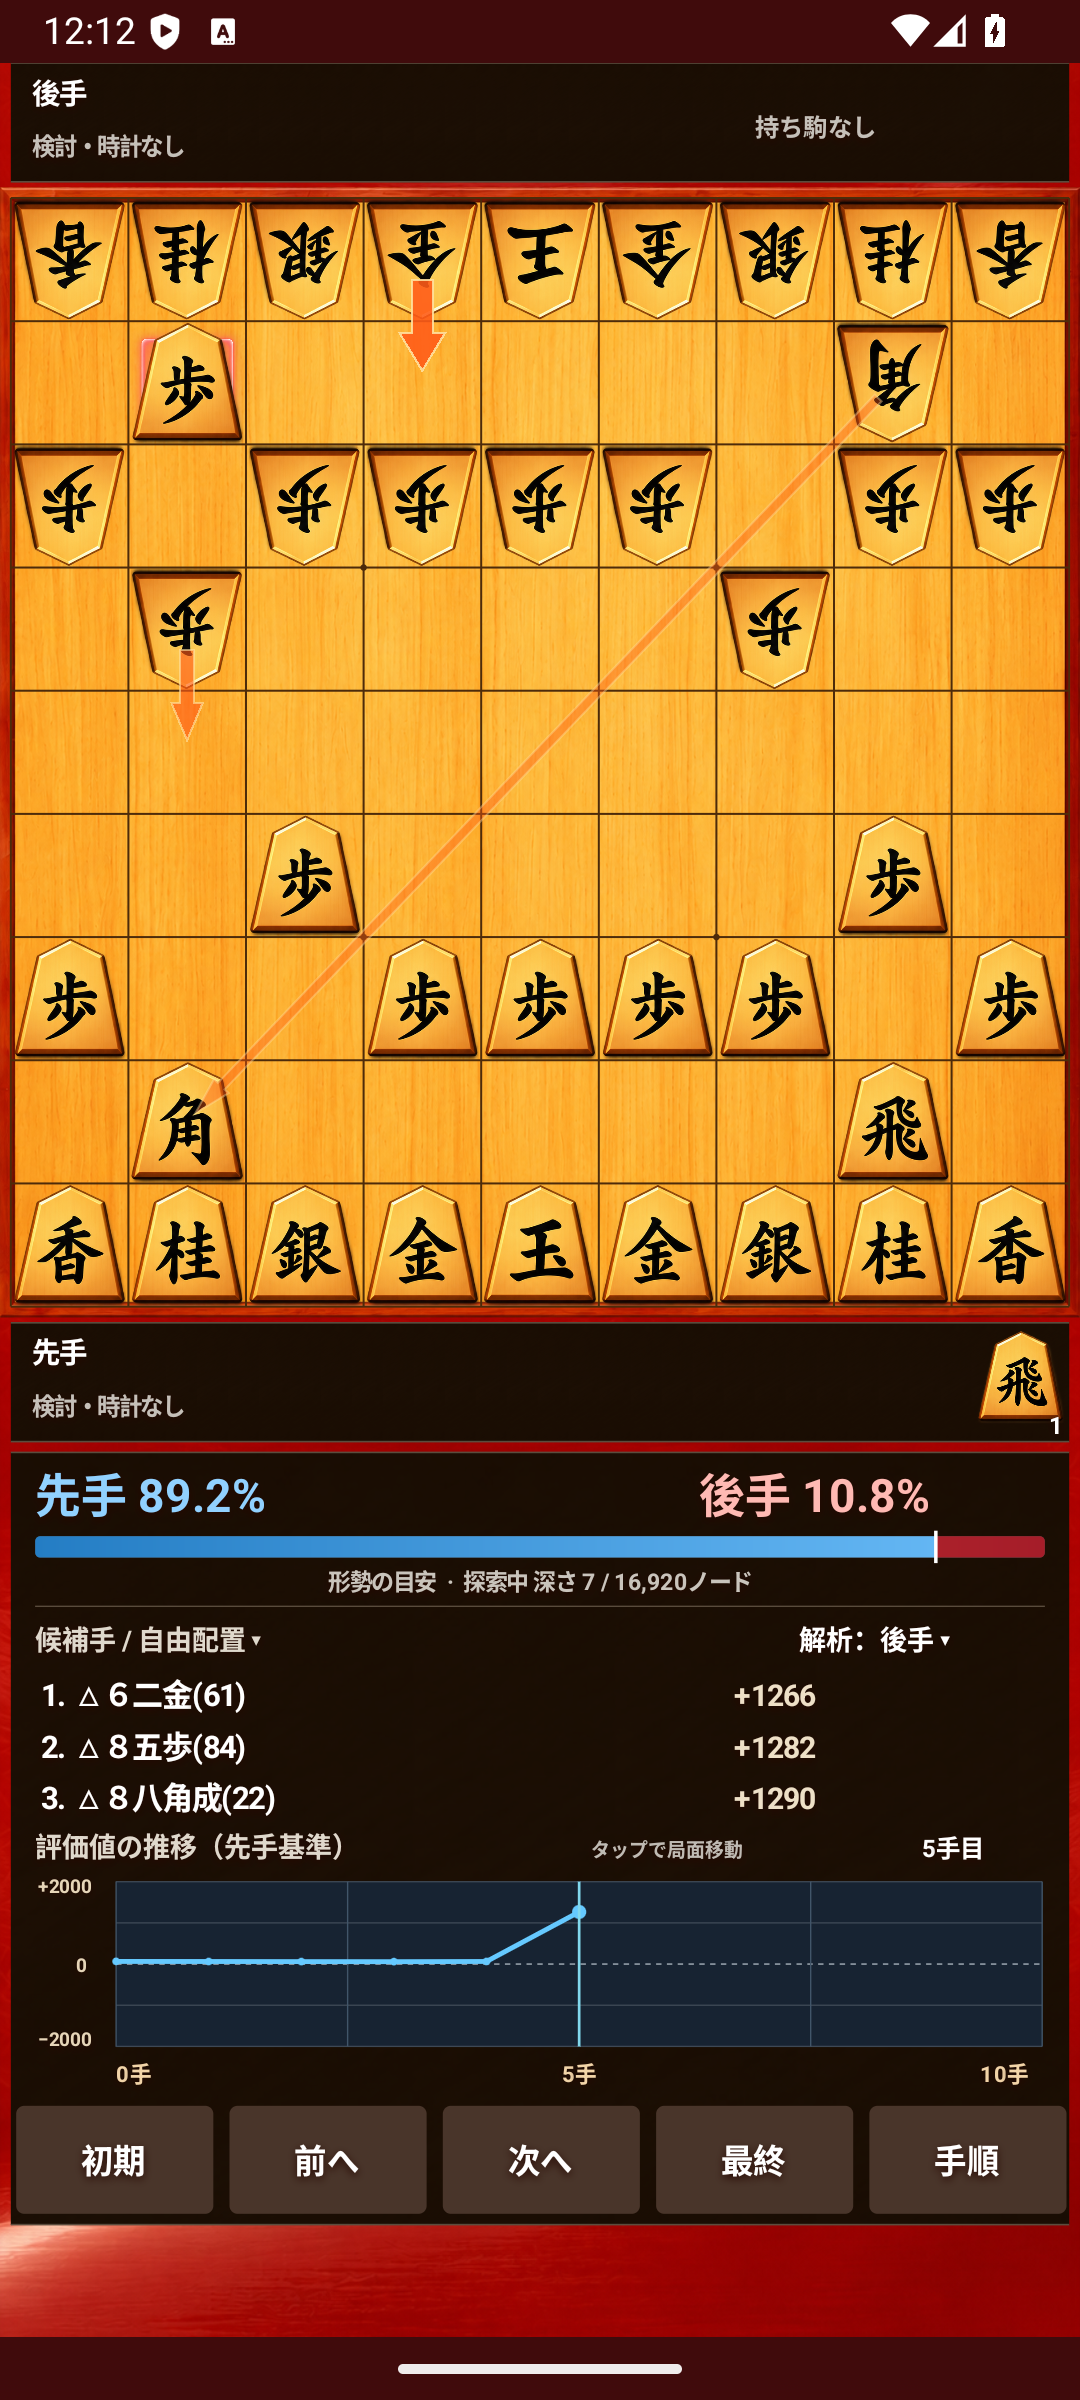 12:12
後手
検討・時計なし
持ち駒なし
香 桂 銀 金 王 金 銀 桂 香
歩 角
歩 歩 歩 歩 歩 歩 歩
歩 歩
歩 歩
歩 歩 歩 歩 歩 歩
角 飛
香 桂 銀 金 玉 金 銀 桂 香
先手
検討・時計なし
飛 1
先手 89.2% 後手 10.8%
形勢の目安 · 探索中 深さ 7 / 16,920ノード
候補手 / 自由配置 ▾ 解析: 後手 ▾
1. △６二金(61) +1266
2. △８五歩(84) +1282
3. △８八角成(22) +1290
評価値の推移（先手基準） タップで局面移動 5手目
+2000
0
−2000
0手 5手 10手
初期 前へ 次へ 最終 手順